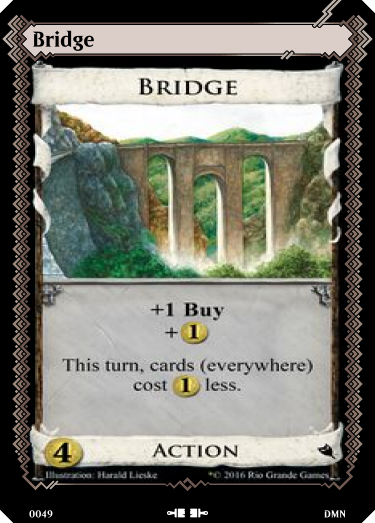 Bridge
BRIDGE
+1 Buy
+ 1
This turn, cards (everywhere)
cost 1 less.
4 ACTION
Illustration: Harald Lieske *© 2016 Rio Grande Games
0049 DMN